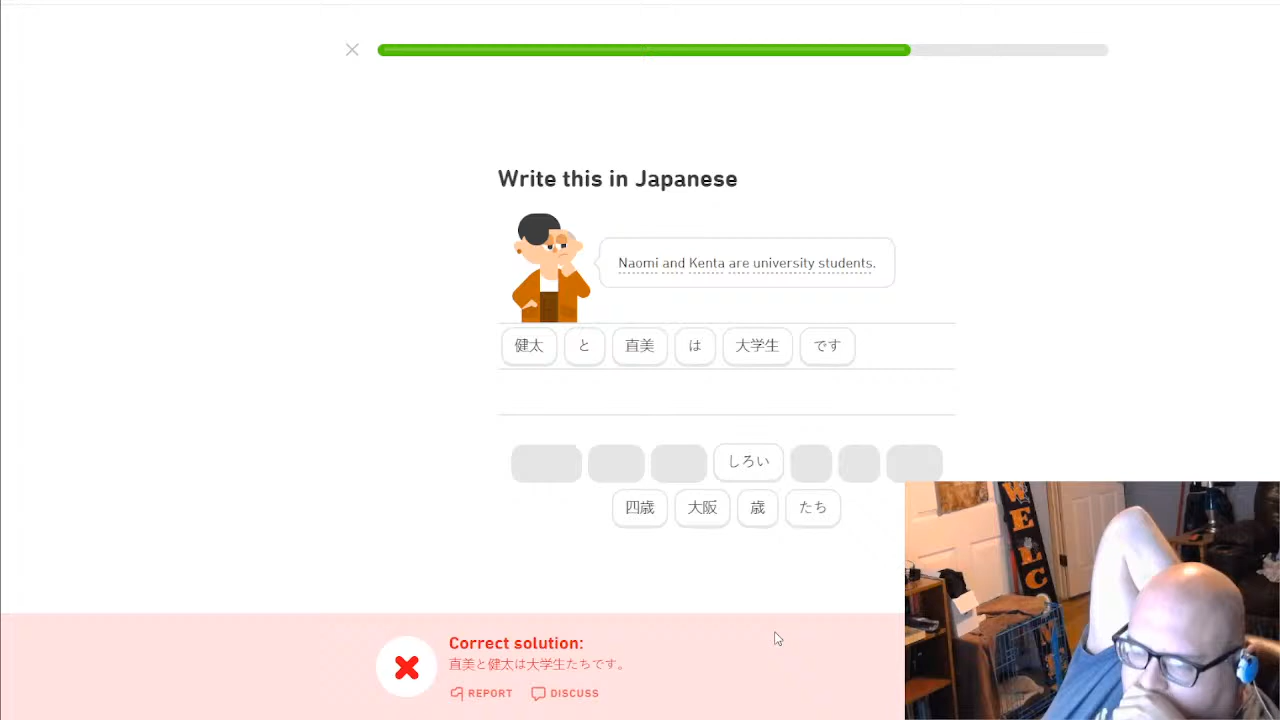 Write this in Japanese
Naomi and Kenta are university students.
健太 と 直美 は 大学生 です
しろい
四歳 大阪 歳 たち
Correct solution:
直美と健太は大学生たちです。
REPORT DISCUSS
WELC